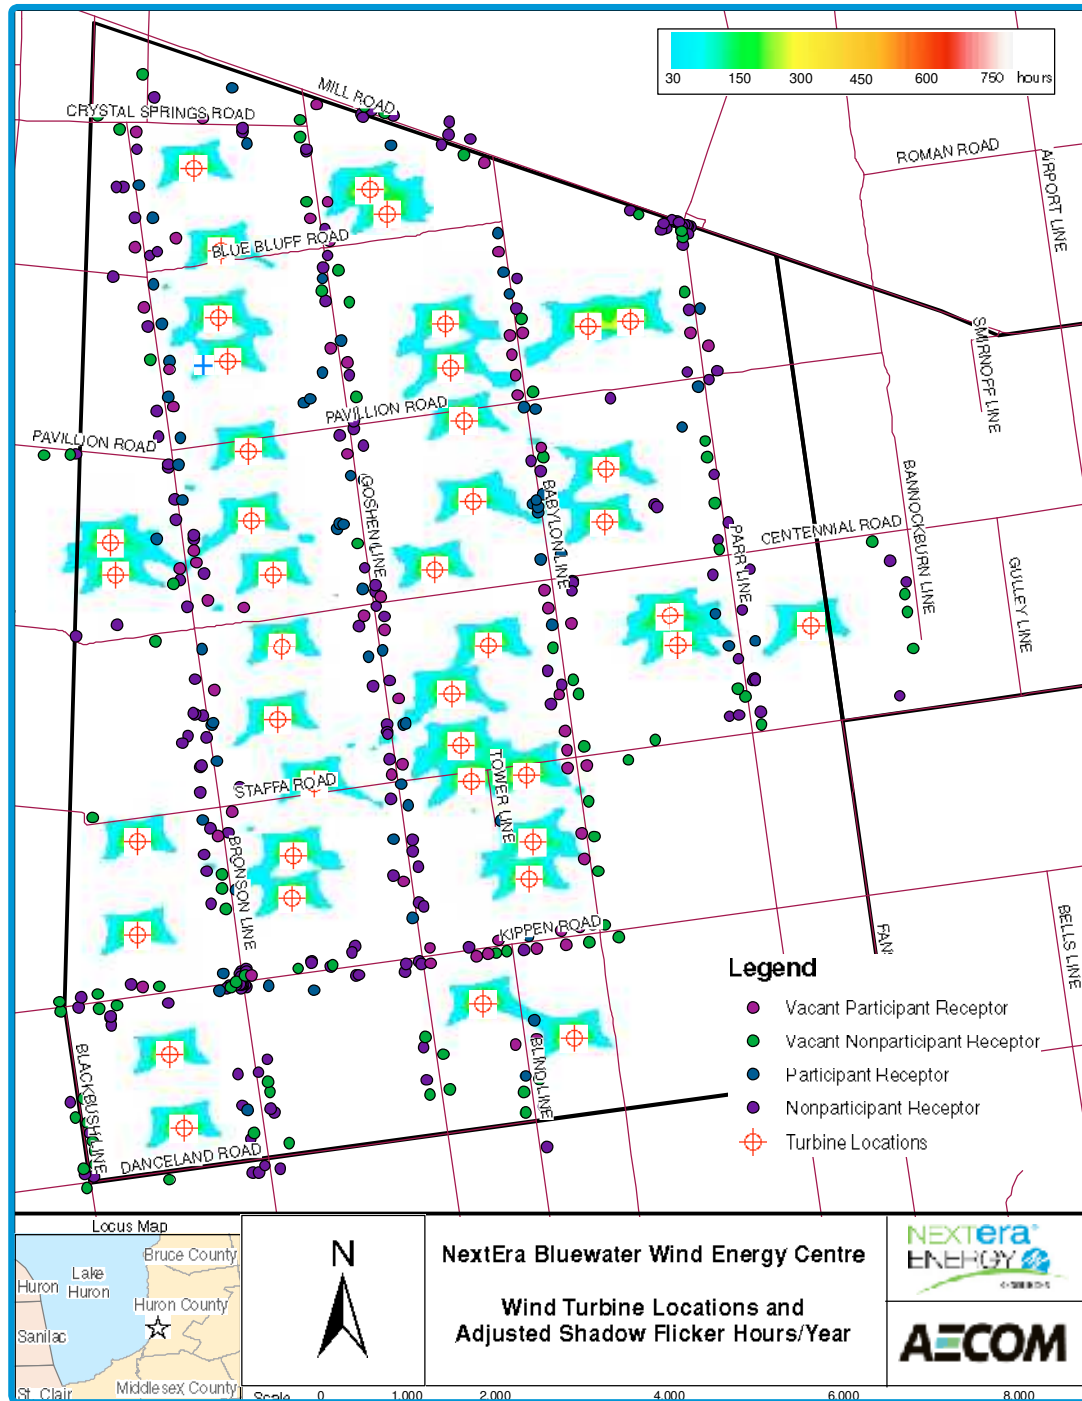 30 150 300 450 600 750 hours
MILL ROAD
CRYSTAL SPRINGS ROAD
ROMAN ROAD
AIRPORT LINE
BLUE BLUFF ROAD
SMIRNOFF LINE
PAVILLION ROAD
PAVILLION ROAD
GOSHEN LINE
BABYLON LINE
BANNOCKBURN LINE
PARR LINE
CENTENNIAL ROAD
GULLEY LINE
STAFFA ROAD
TOWER LINE
BRONSON LINE
KIPPEN ROAD
FAN
BELLS LINE
BLACKBUSH LINE
BLIND LINE
DANCELAND ROAD
Legend
Vacant Participant Receptor
Vacant Nonparticipant Receptor
Participant Receptor
Nonparticipant Receptor
Turbine Locations
Locus Map
Bruce County
Lake Huron
Huron
Huron County
Sanilac
St. Clair
Middlesex County
N
NextEra Bluewater Wind Energy Centre
Wind Turbine Locations and
Adjusted Shadow Flicker Hours/Year
NEXTera®
ENERGY
AECOM
Scale 0 1,000 2,000 4,000 6,000 8,000